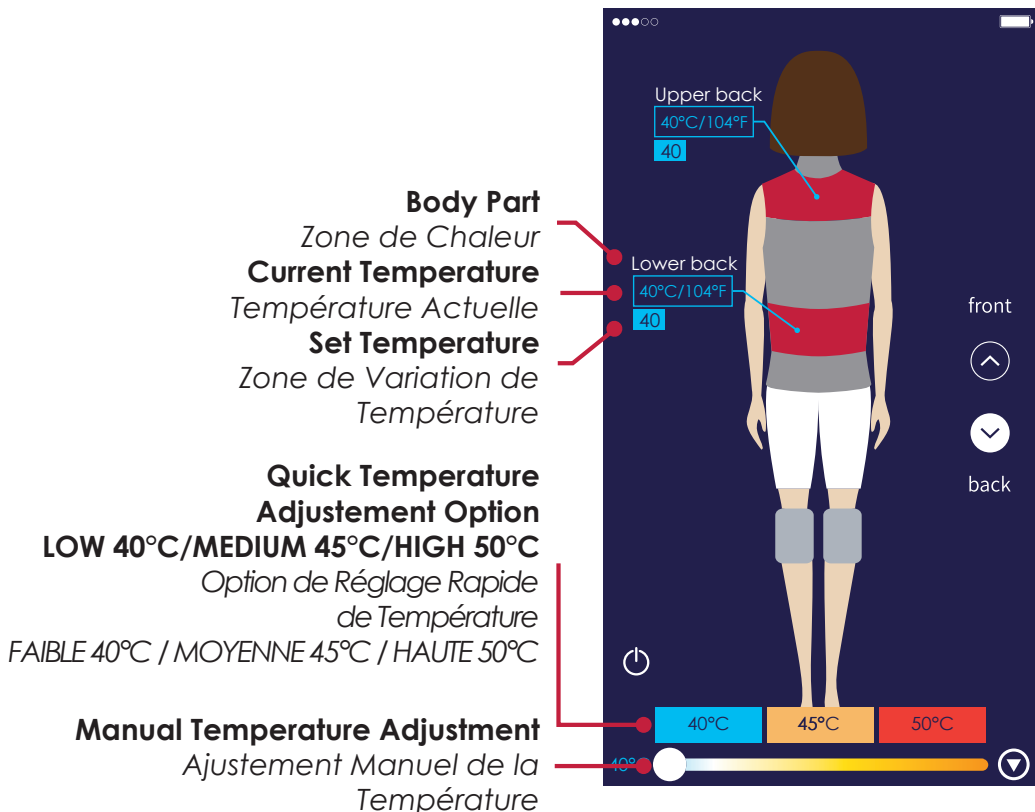 Body Part
Zone de Chaleur
Current Temperature
Température Actuelle
Set Temperature
Zone de Variation de
Température
Quick Temperature
Adjustement Option
LOW 40°C/MEDIUM 45°C/HIGH 50°C
Option de Réglage Rapide
de Température
FAIBLE 40°C / MOYENNE 45°C / HAUTE 50°C
Manual Temperature Adjustment
Ajustement Manuel de la
Température
Upper back
40°C/104°F
40
Lower back
40°C/104°F
40
front
back
40°C
45°C
50°C
40°